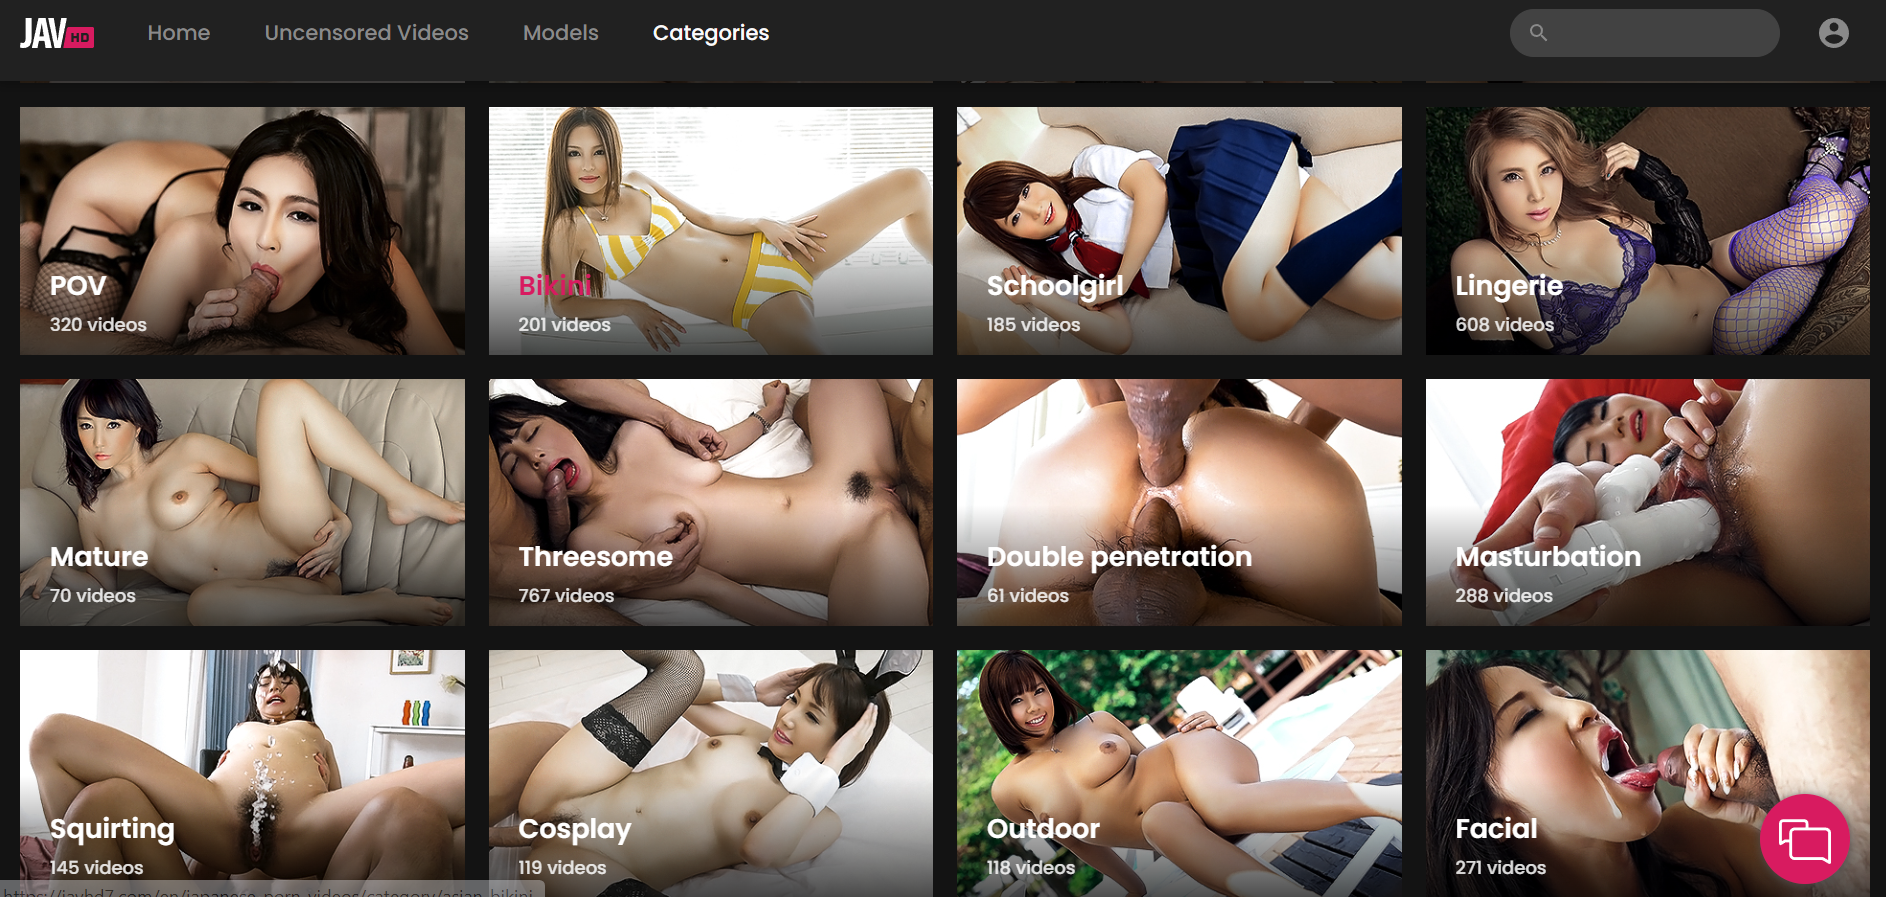 JAV HD
Home
Uncensored Videos
Models
Categories
POV
320 videos
Bikini
201 videos
Schoolgirl
185 videos
Lingerie
608 videos
Mature
70 videos
Threesome
767 videos
Double penetration
61 videos
Masturbation
288 videos
Squirting
145 videos
Cosplay
119 videos
Outdoor
118 videos
Facial
271 videos
https://javhd7.com/en/japanese-porn-videos/category/asian-bikini